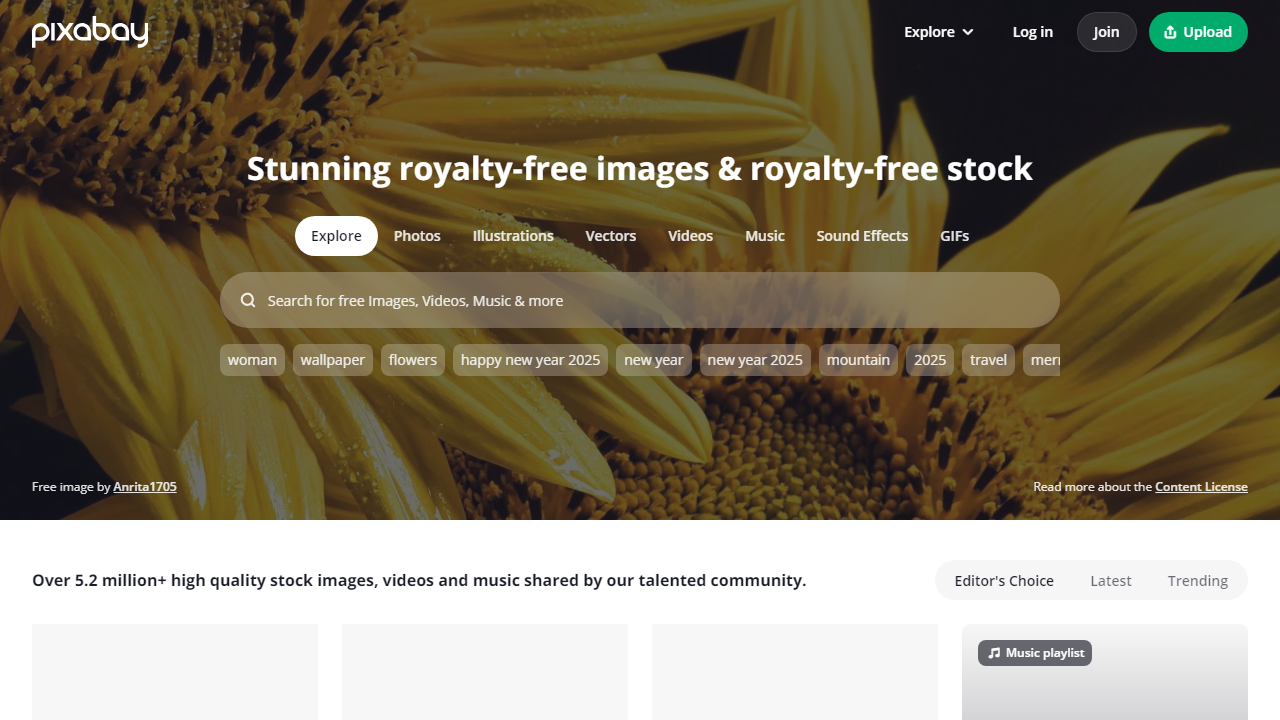 pixabay
Explore
Log in
Join
Upload
Stunning royalty-free images & royalty-free stock
Explore
Photos
Illustrations
Vectors
Videos
Music
Sound Effects
GIFs
Search for free Images, Videos, Music & more
woman
wallpaper
flowers
happy new year 2025
new year
new year 2025
mountain
2025
travel
Free image by Anrita1705
Read more about the Content License
Over 5.2 million+ high quality stock images, videos and music shared by our talented community.
Editor's Choice
Latest
Trending
Music playlist